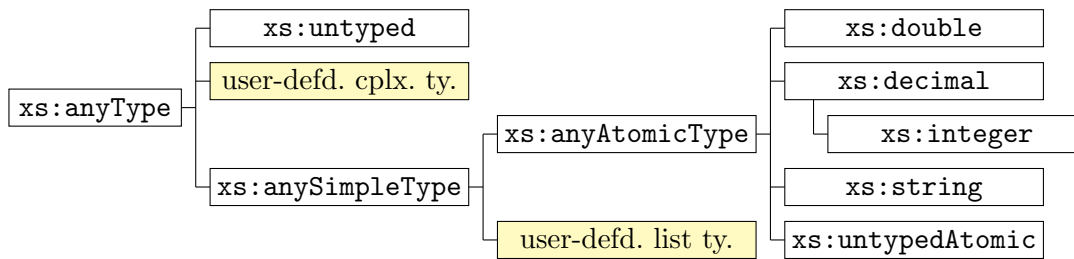 xs:anyType
xs:untyped
user-defd. cplx. ty.
xs:anySimpleType
xs:anyAtomicType
user-defd. list ty.
xs:double
xs:decimal
xs:integer
xs:string
xs:untypedAtomic